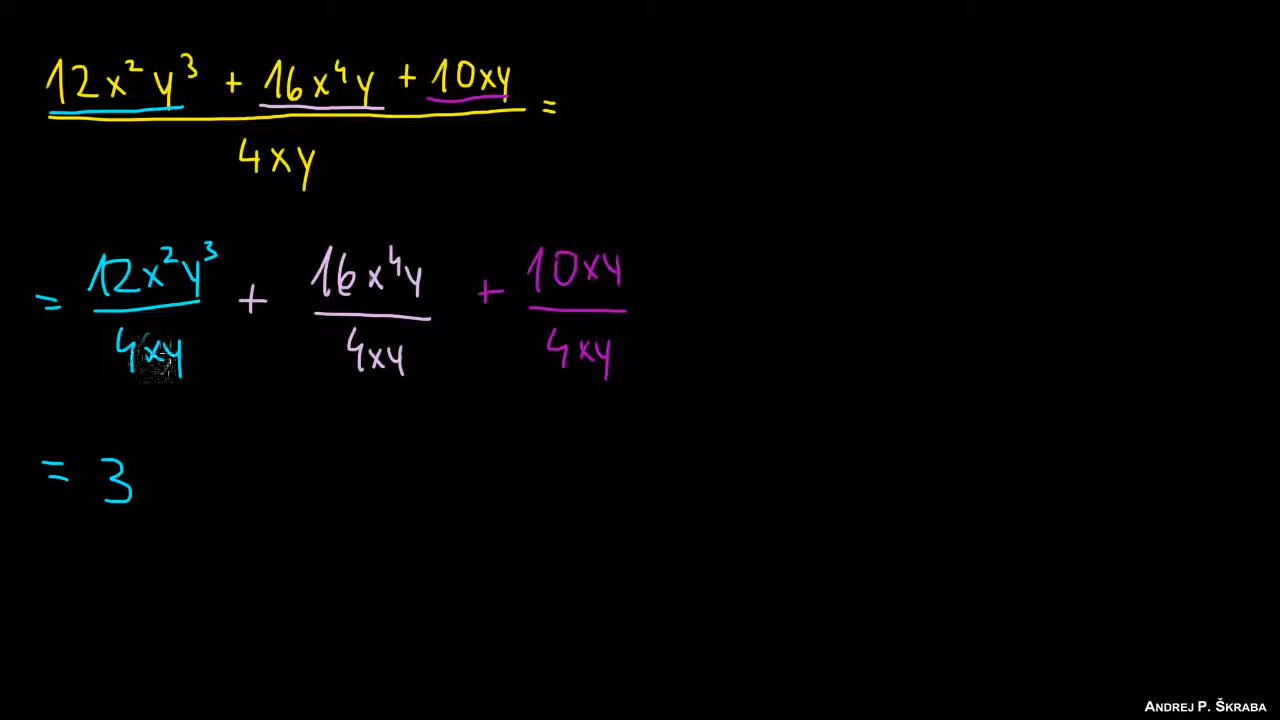 12x²y³ + 16x⁴y + 10xy =
4xy
= 12x²y³ + 16x⁴y + 10xy
4xy 4xy 4xy
= 3
ANDREJ P. ŠKRABA